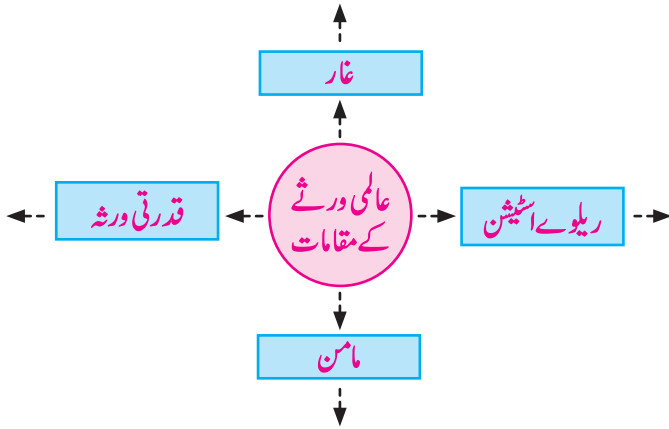 غار
عالمی ورثے
کے مقامات
ریلوے اسٹیشن
قدرتی ورثہ
مامن